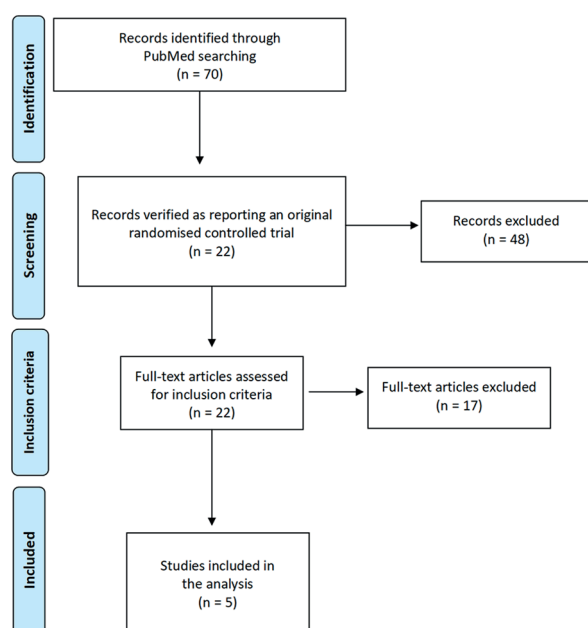 Identification
Records identified through
PubMed searching
(n = 70)
Screening
Records verified as reporting an original
randomised controlled trial
(n = 22)
Records excluded
(n = 48)
Inclusion criteria
Full-text articles assessed
for inclusion criteria
(n = 22)
Full-text articles excluded
(n = 17)
Included
Studies included in
the analysis
(n = 5)